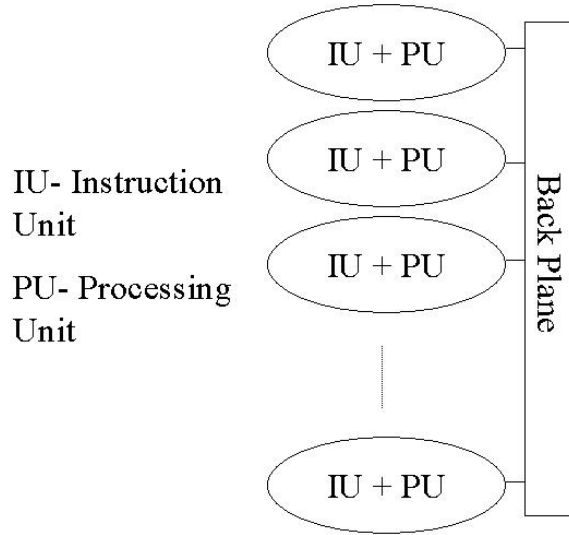 IU + PU
IU + PU
IU- Instruction
Unit
IU + PU
PU- Processing
Unit
IU + PU
Back Plane